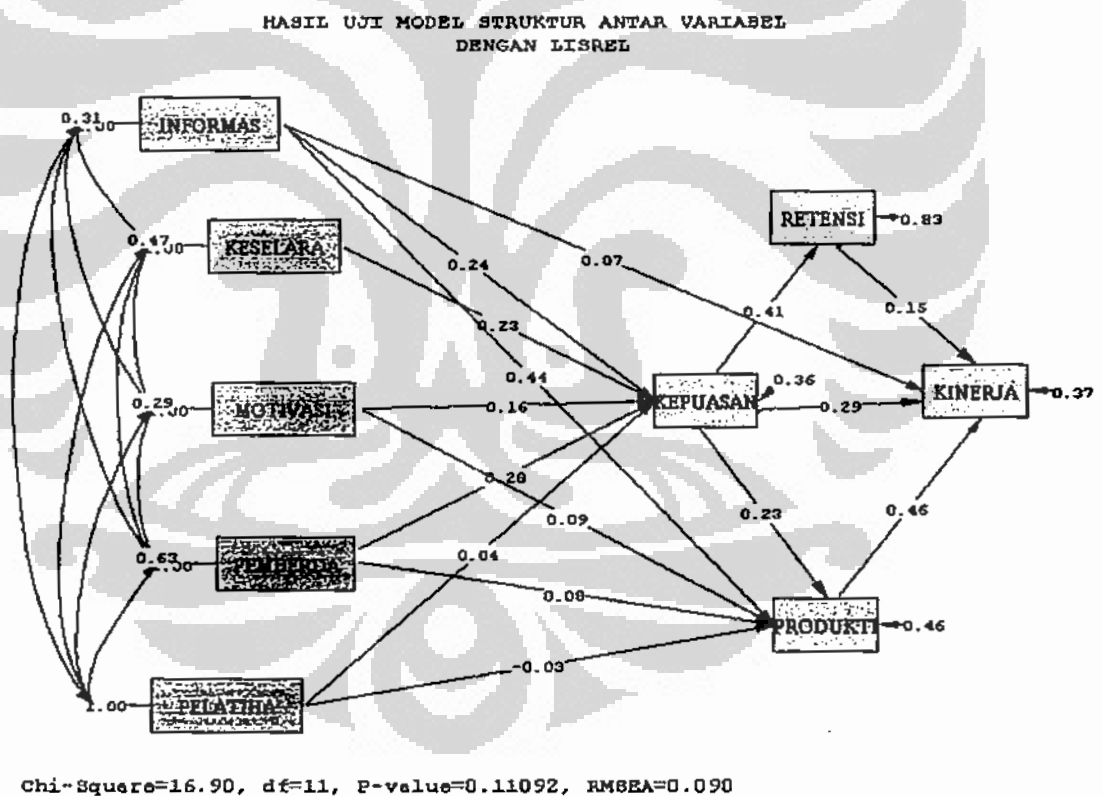 HASIL UJI MODEL STRUKTUR ANTAR VARIABEL
DENGAN LISREL
0.31
INFORMAS
0.47
KESELARA
RETENSI
0.83
0.24
0.07
0.23
0.41
0.15
0.44
0.36
0.29
MOTIVASI
0.16
KEPUASAN
0.29
KINERJA
0.37
0.28
0.09
0.23
0.46
0.63
PEMBERDA
0.04
0.08
PRODUKTI
0.46
-0.03
1.00
PELATIHA
Chi-Square=16.90, df=11, P-value=0.11092, RMSEA=0.090